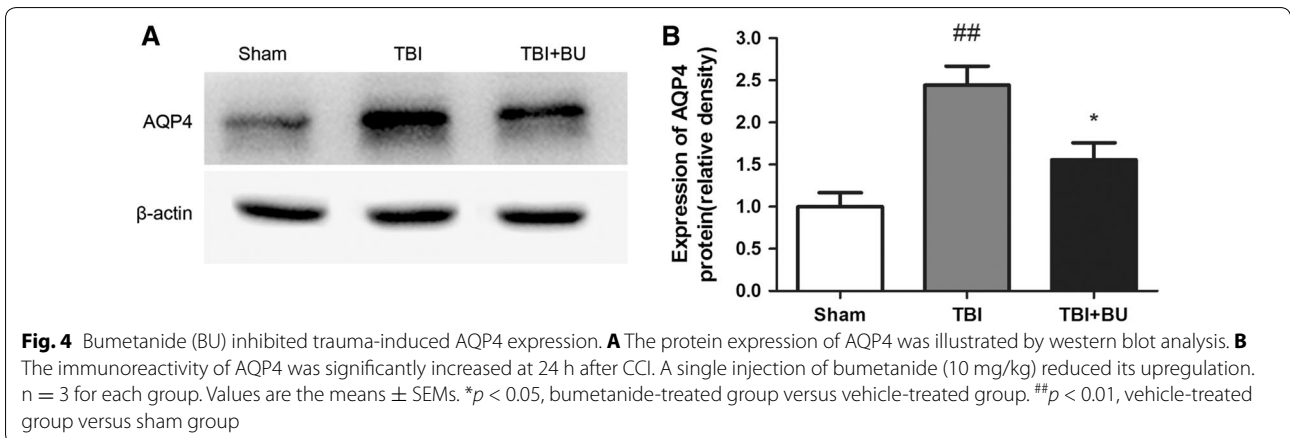 A
Sham TBI TBI+BU
AQP4
β-actin
B
Expression of AQP4
protein(relative density)
3.0
2.5
2.0
1.5
1.0
0.5
0.0
##
*
Sham TBI TBI+BU
Fig. 4 Bumetanide (BU) inhibited trauma-induced AQP4 expression. A The protein expression of AQP4 was illustrated by western blot analysis. B
The immunoreactivity of AQP4 was significantly increased at 24 h after CCI. A single injection of bumetanide (10 mg/kg) reduced its upregulation.
n = 3 for each group. Values are the means ± SEMs. *p < 0.05, bumetanide-treated group versus vehicle-treated group. ##p < 0.01, vehicle-treated
group versus sham group